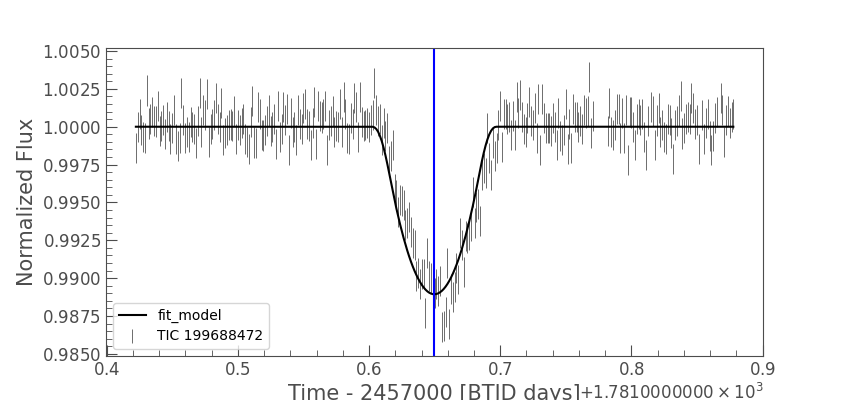 1.0050
1.0025
1.0000
0.9975
0.9950
0.9925
0.9900
0.9875
0.9850
Normalized Flux
fit_model
TIC 199688472
0.4 0.5 0.6 0.7 0.8 0.9
Time - 2457000 [BTJD days] +1.7810000000 × 10³